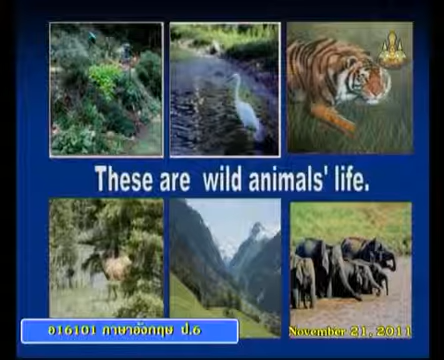 These are wild animals' life.
อ16101 ภาษาอังกฤษ ป.6
November 21, 2011